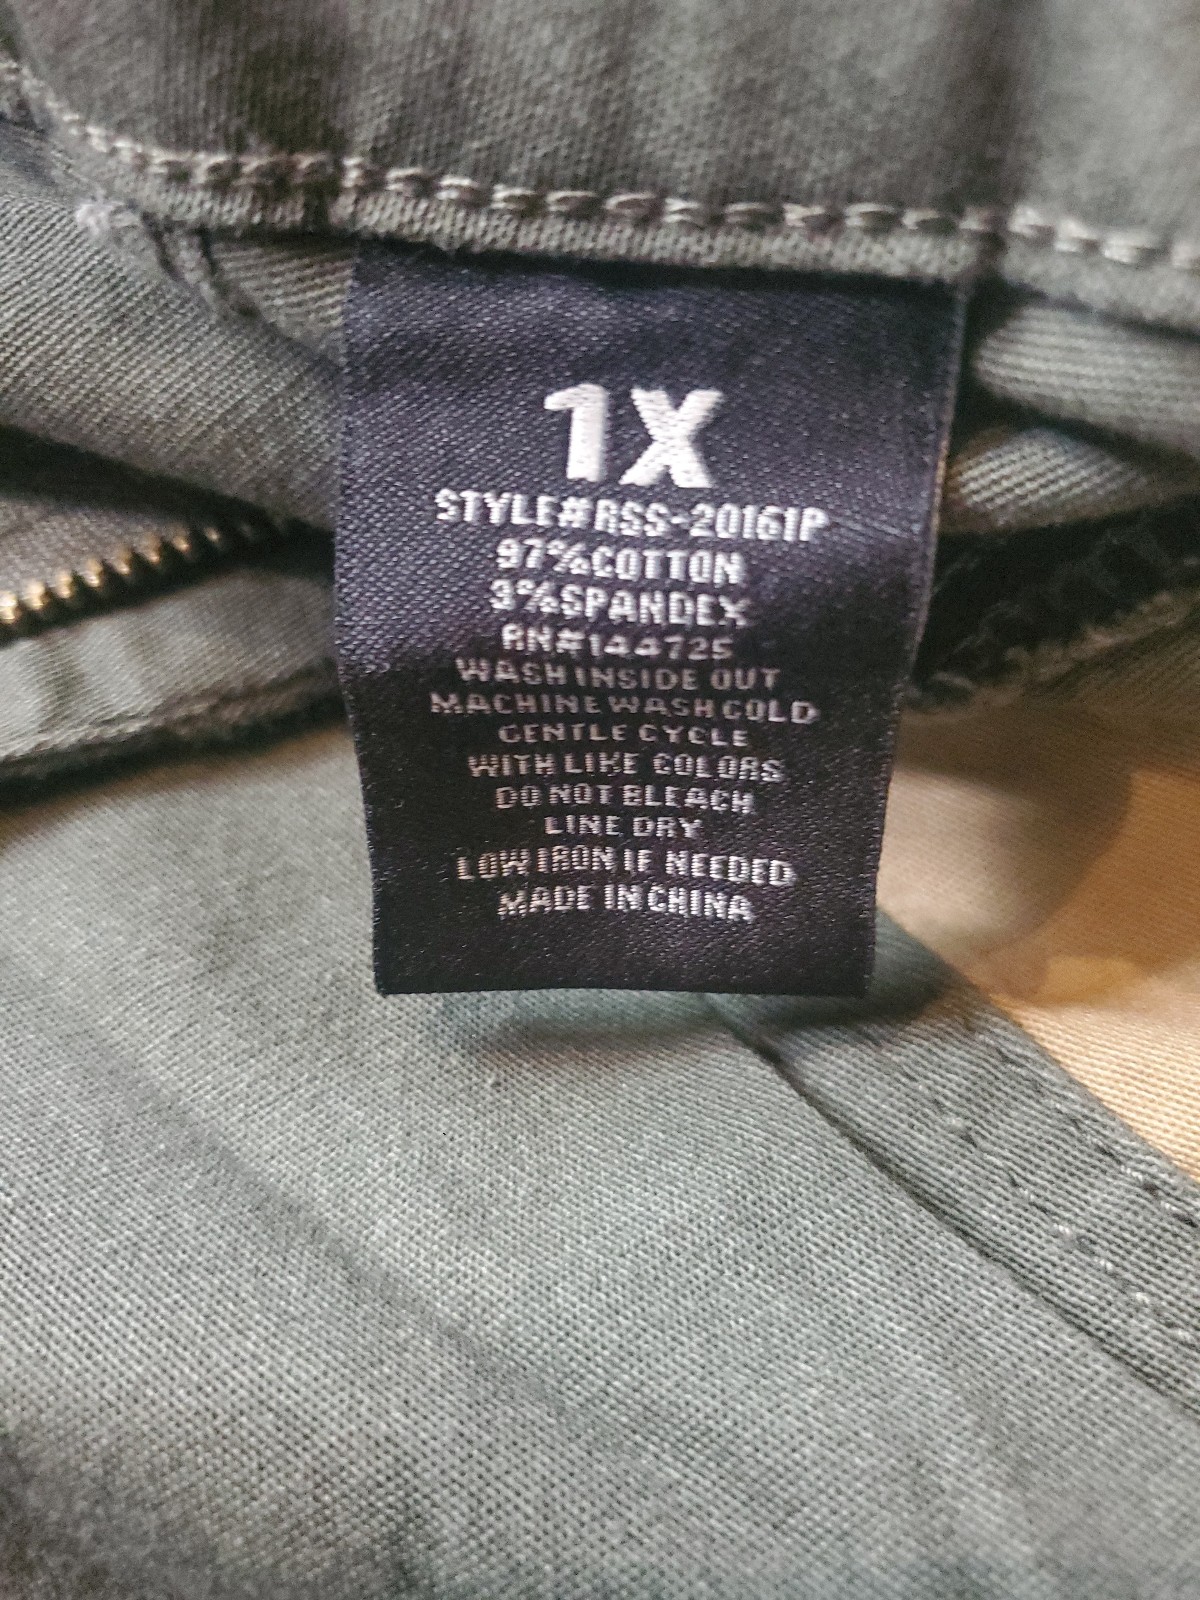 1X
STYLE#RSS-20161P
97%COTTON
3%SPANDEX
RN#144725
WASH INSIDE OUT
MACHINE WASH COLD
GENTLE CYCLE
WITH LIKE COLORS
DO NOT BLEACH
LINE DRY
LOW IRON IF NEEDED
MADE IN CHINA